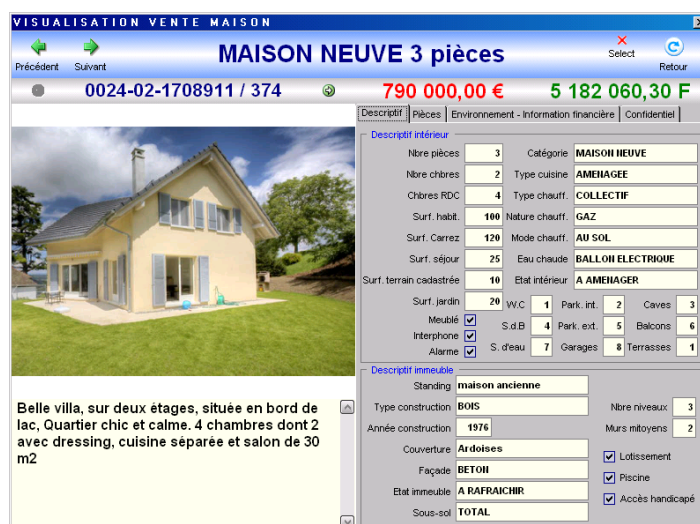 VISUALISATION VENTE MAISON
Précédent
Suivant
MAISON NEUVE 3 pièces
Select
Retour
0024-02-1708911 / 374
790 000,00 €
5 182 060,30 F
Descriptif
Pièces
Environnement - Information financière
Confidentiel
Descriptif intérieur
Nbre pièces 3
Catégorie MAISON NEUVE
Nbre chbres 2
Type cuisine AMENAGEE
Chbres RDC 4
Type chauff. COLLECTIF
Surf. habit. 100
Nature chauff. GAZ
Surf. Carrez 120
Mode chauff. AU SOL
Surf. séjour 25
Eau chaude BALLON ELECTRIQUE
Surf. terrain cadastrée 10
Etat intérieur A AMENAGER
Surf. jardin 20
W.C 1
Park. int. 2
Caves 3
Meublé
S.d.B 4
Park. ext. 5
Balcons 6
Interphone
Alarme
S. d'eau 7
Garages 8
Terrasses 1
Descriptif immeuble
Standing maison ancienne
Type construction BOIS
Nbre niveaux 3
Année construction 1976
Murs mitoyens 2
Couverture Ardoises
Lotissement
Façade BETON
Piscine
Etat immeuble A RAFRAICHIR
Accès handicapé
Sous-sol TOTAL
Belle villa, sur deux étages, située en bord de
lac, Quartier chic et calme. 4 chambres dont 2
avec dressing, cuisine séparée et salon de 30
m2